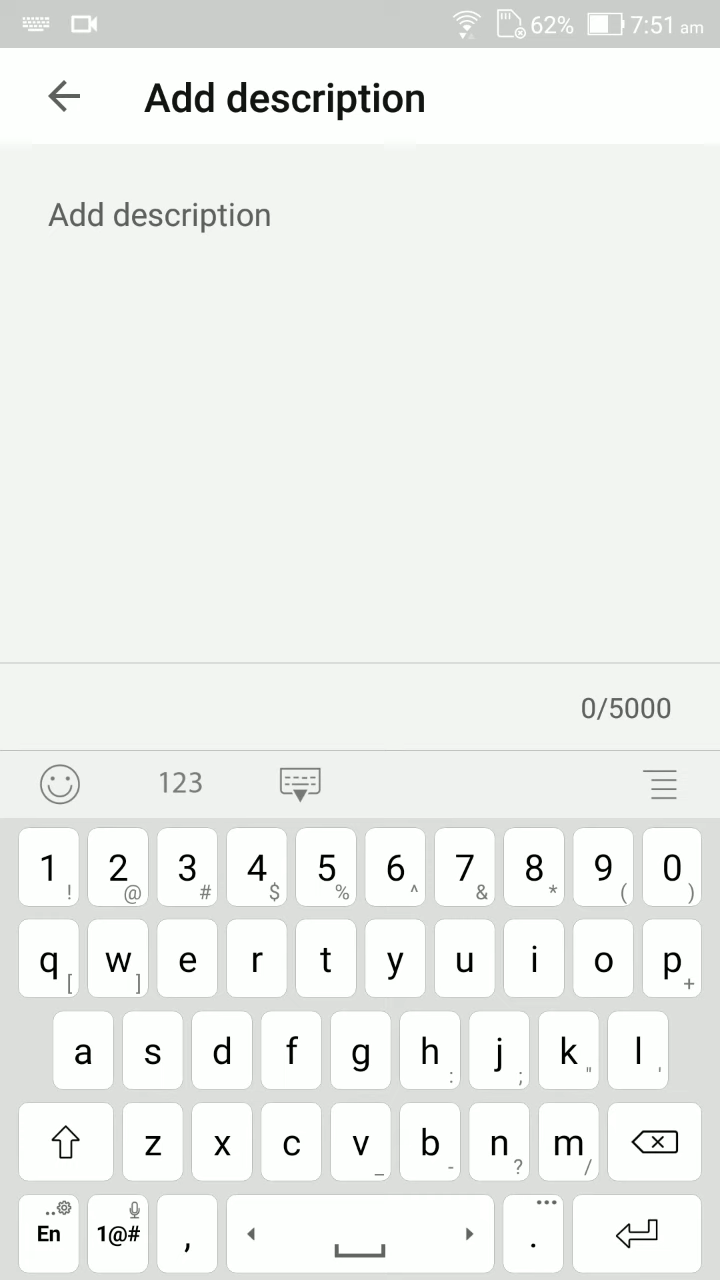 62% 7:51 am
Add description
Add description
0/5000
123
1 ! 2 @ 3 # 4 $ 5 % 6 ^ 7 & 8 * 9 ( 0 )
q [ w ] e r t y u i o p +
a s d f g h : j ; k " l '
z x c v _ b - n ? m /
En 1@# , .